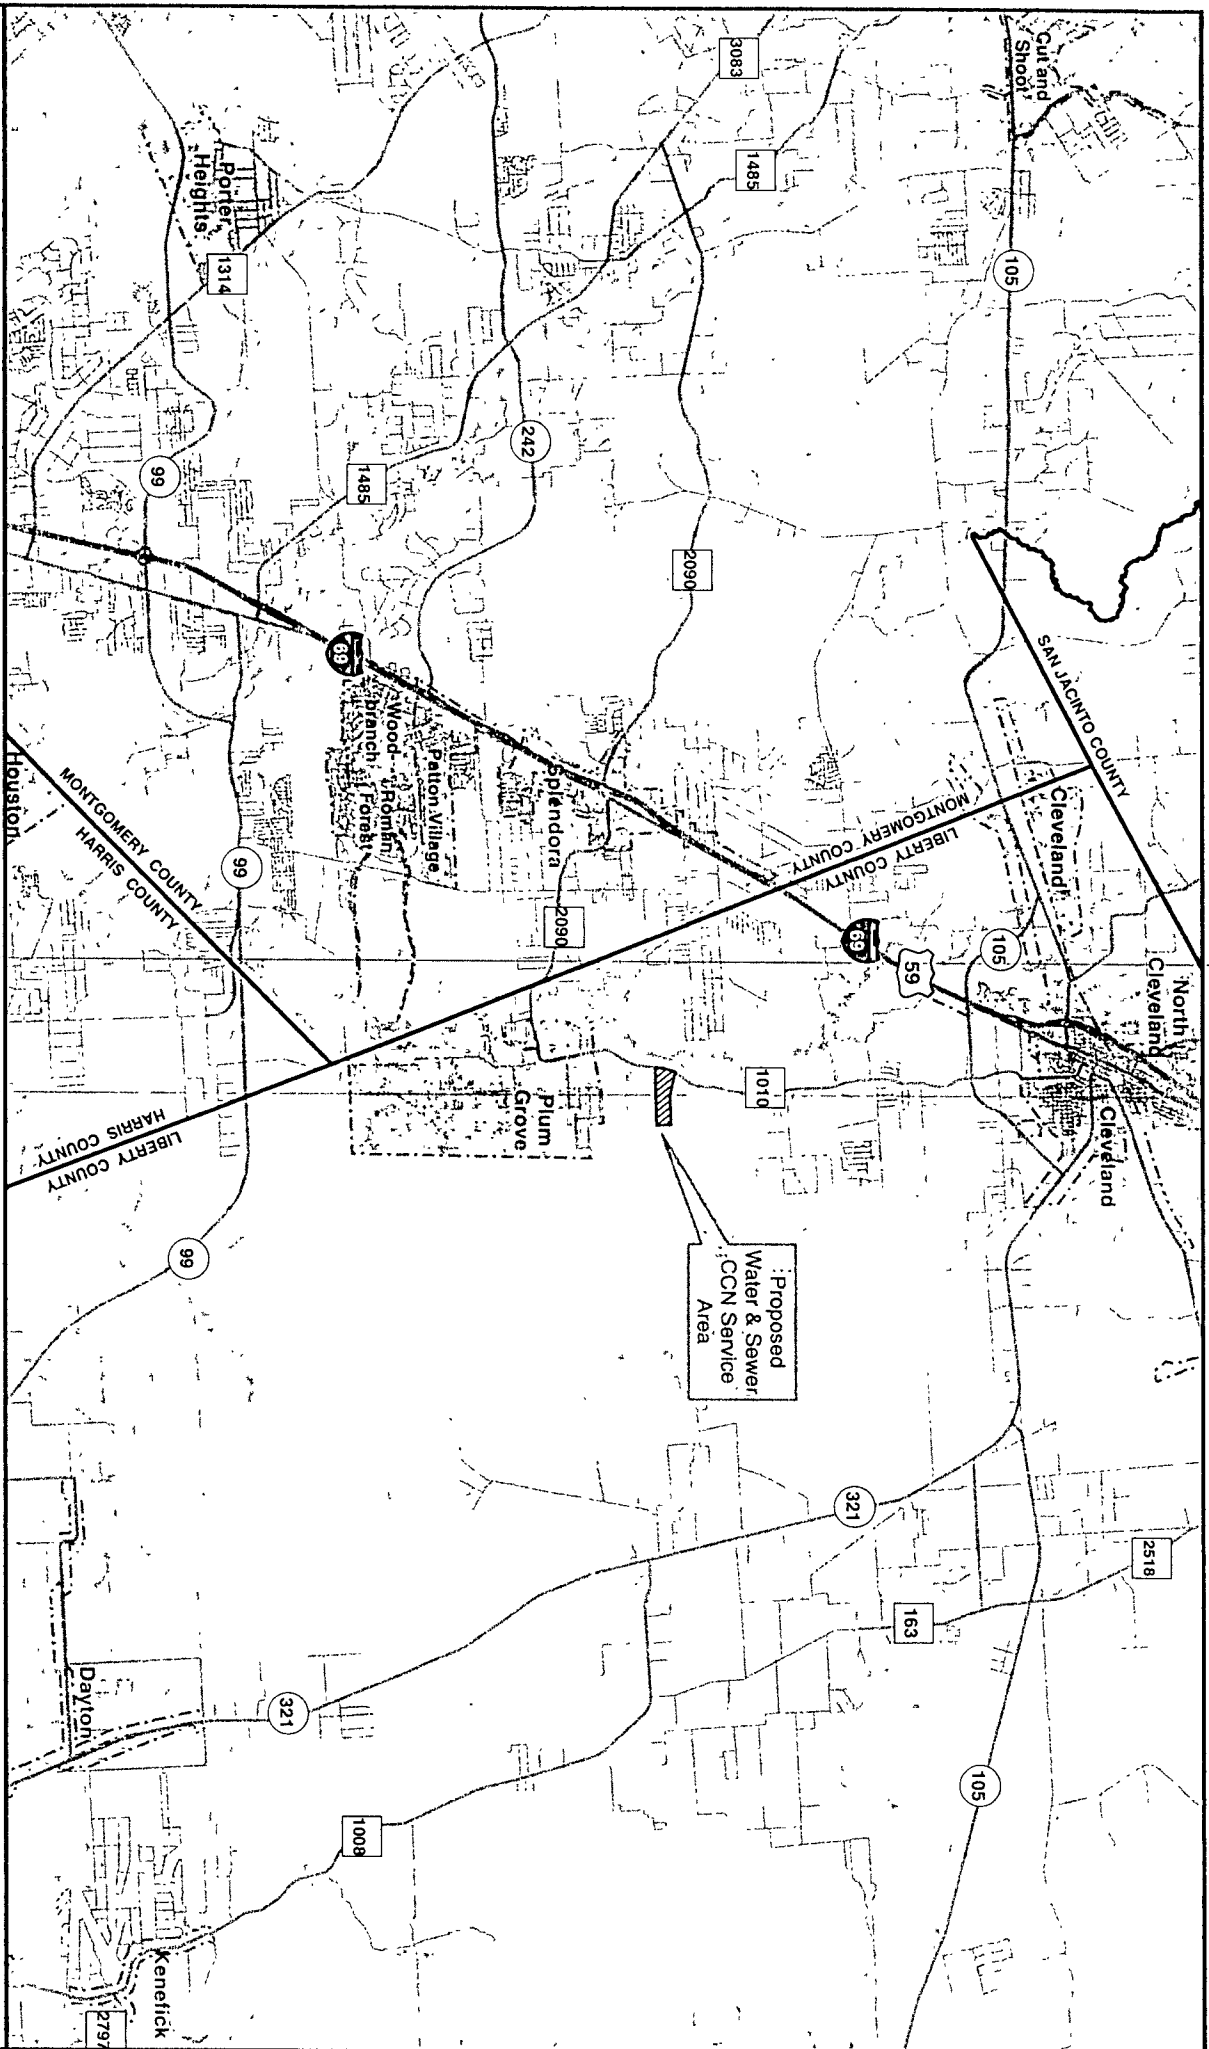 North
Cleveland
2518
Cleveland
SAN JACINTO COUNTY
Cleveland
Cut and
Shoot
105
105
105
59
163
69
321
MONTGOMERY COUNTY
LIBERTY COUNTY
3083
1485
1010
Proposed
Water & Sewer
CCN Service
Area
2090
2090
Splendora
Plum
Grove
242
Patton Village
Roman
Forest
Wood
branch
1485
69
1008
321
1314
Porter
Heights
99
99
99
MONTGOMERY COUNTY
HARRIS COUNTY
HARRIS COUNTY
LIBERTY COUNTY
Kenefick
2797
Dayton
Houston